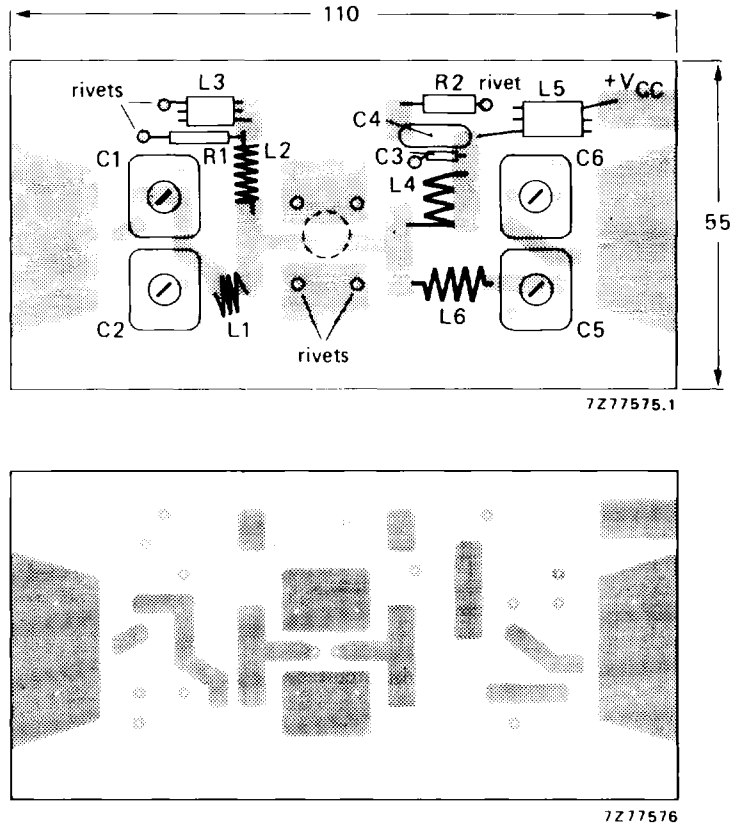 110
rivets
L3
R2
rivet
L5
+VCC
C4
C1
R1
L2
C3
C6
L4
55
C2
L1
rivets
L6
C5
7Z77575.1
7Z77576